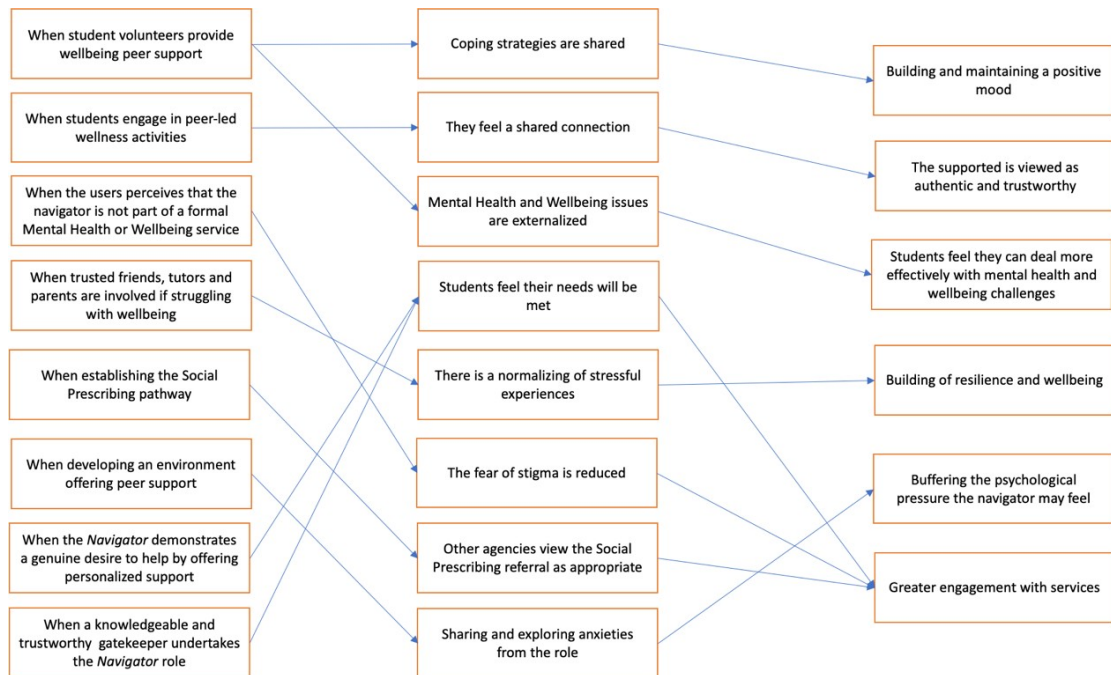 When student volunteers provide
wellbeing peer support
When students engage in peer-led
wellness activities
When the users perceives that the
navigator is not part of a formal
Mental Health or Wellbeing service
When trusted friends, tutors and
parents are involved if struggling
with wellbeing
When establishing the Social
Prescribing pathway
When developing an environment
offering peer support
When the Navigator demonstrates
a genuine desire to help by offering
personalized support
When a knowledgeable and
trustworthy gatekeeper undertakes
the Navigator role
Coping strategies are shared
They feel a shared connection
Mental Health and Wellbeing issues
are externalized
Students feel their needs will be
met
There is a normalizing of stressful
experiences
The fear of stigma is reduced
Other agencies view the Social
Prescribing referral as appropriate
Sharing and exploring anxieties
from the role
Building and maintaining a positive
mood
The supported is viewed as
authentic and trustworthy
Students feel they can deal more
effectively with mental health and
wellbeing challenges
Building of resilience and wellbeing
Buffering the psychological
pressure the navigator may feel
Greater engagement with services